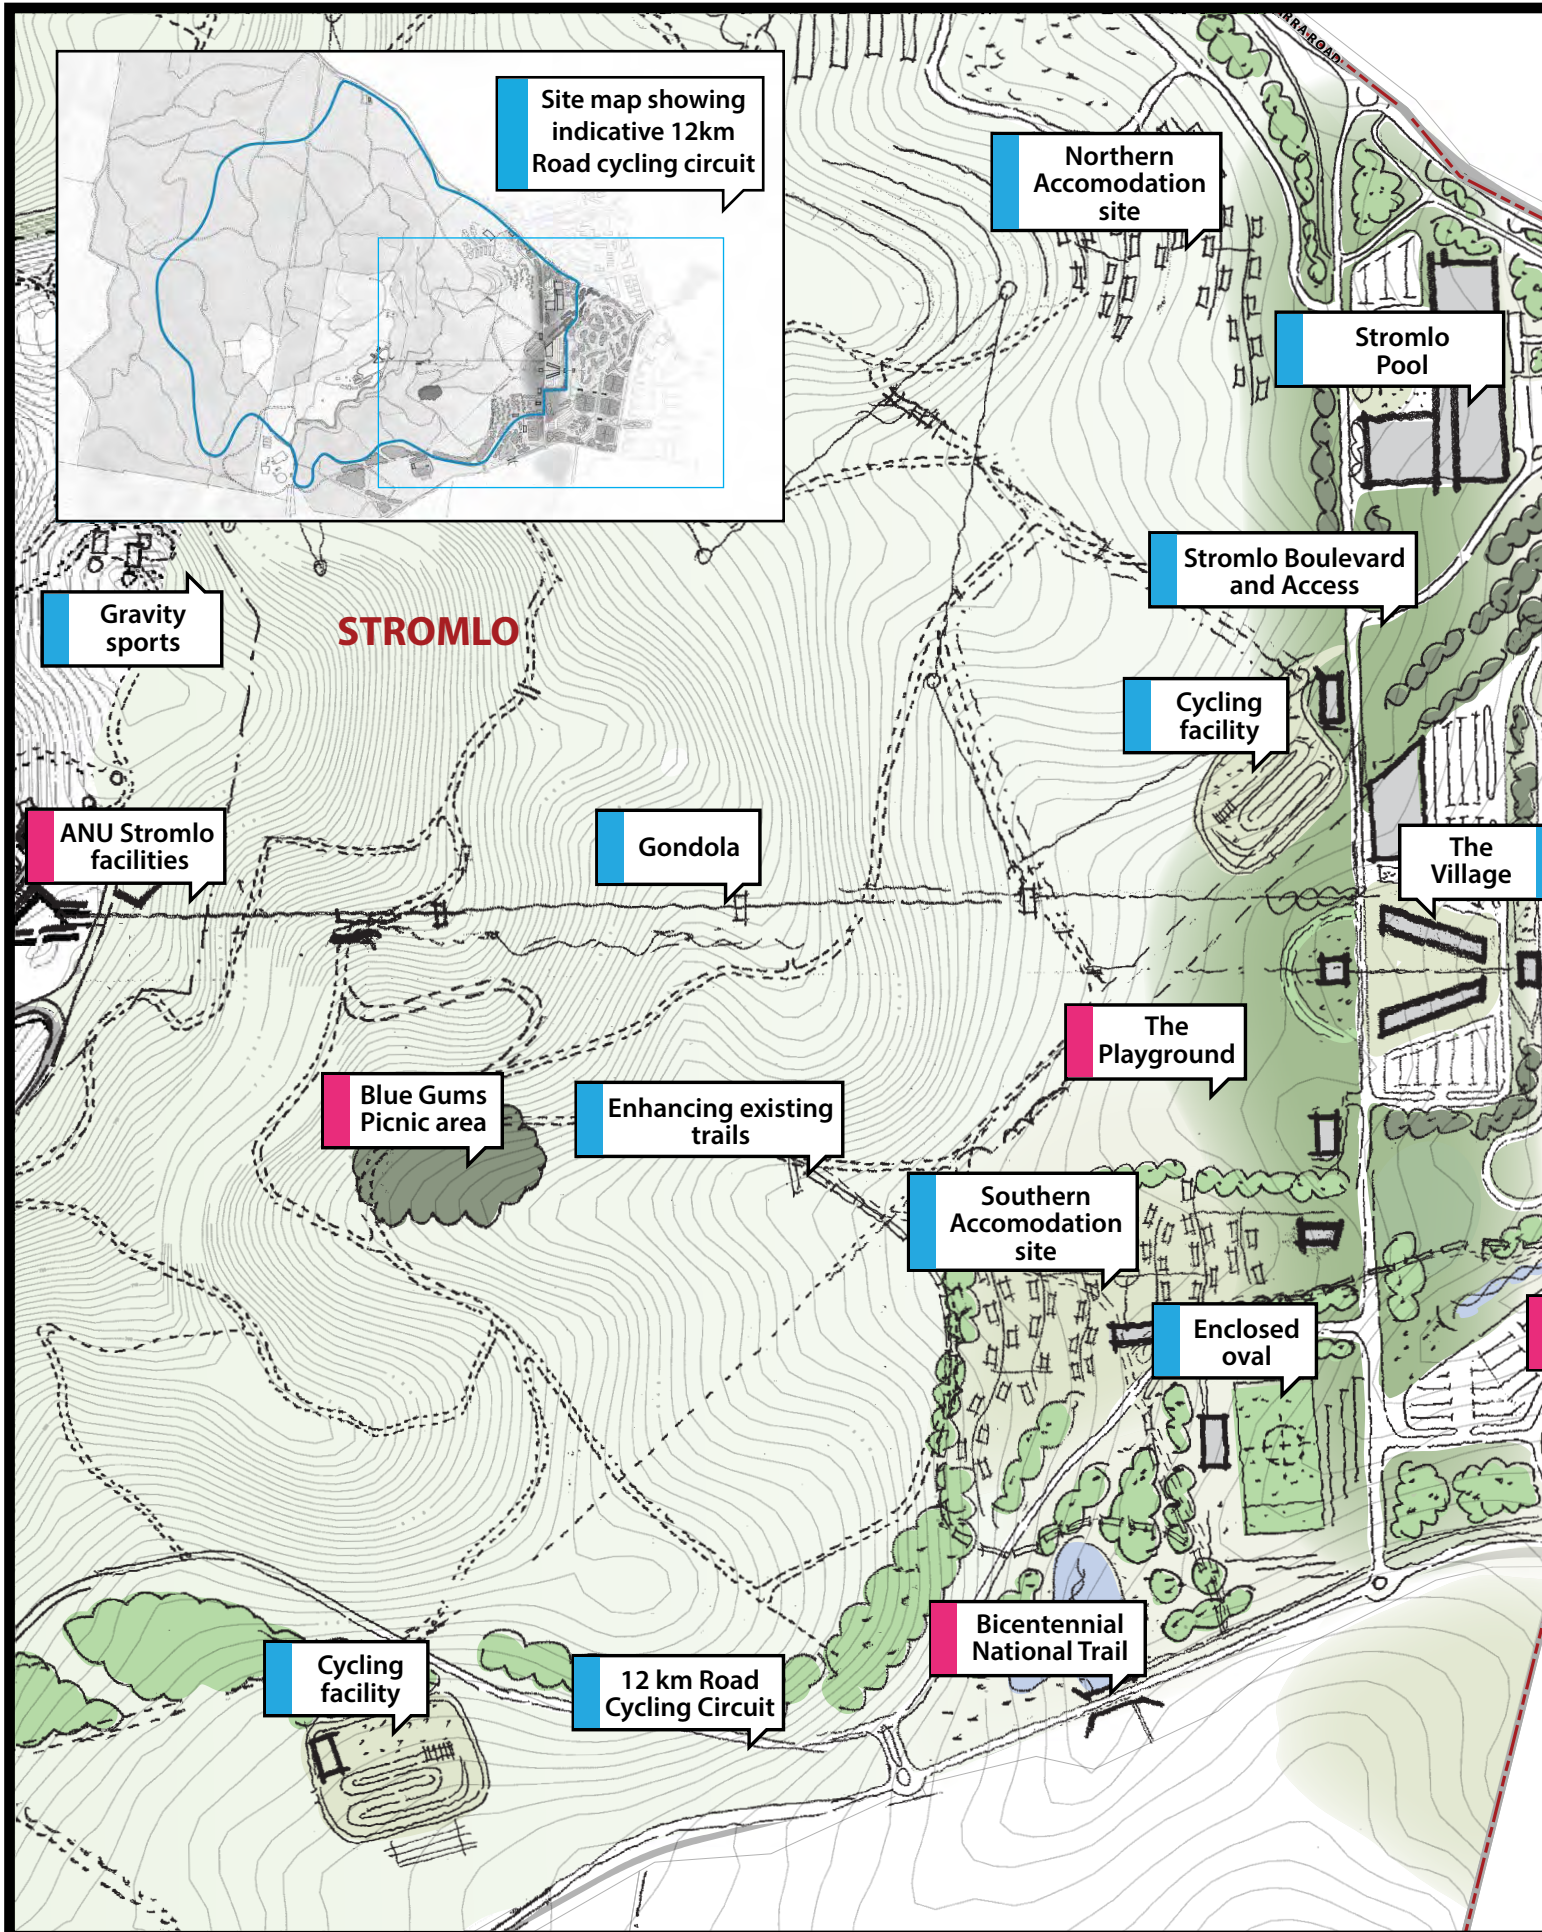 RRA ROAD
Site map showing
indicative 12km
Road cycling circuit
Northern
Accomodation
site
Stromlo
Pool
Stromlo Boulevard
and Access
Gravity
sports
STROMLO
Cycling
facility
ANU Stromlo
facilities
Gondola
The
Village
The
Playground
Blue Gums
Picnic area
Enhancing existing
trails
Southern
Accomodation
site
Enclosed
oval
Bicentennial
National Trail
Cycling
facility
12 km Road
Cycling Circuit